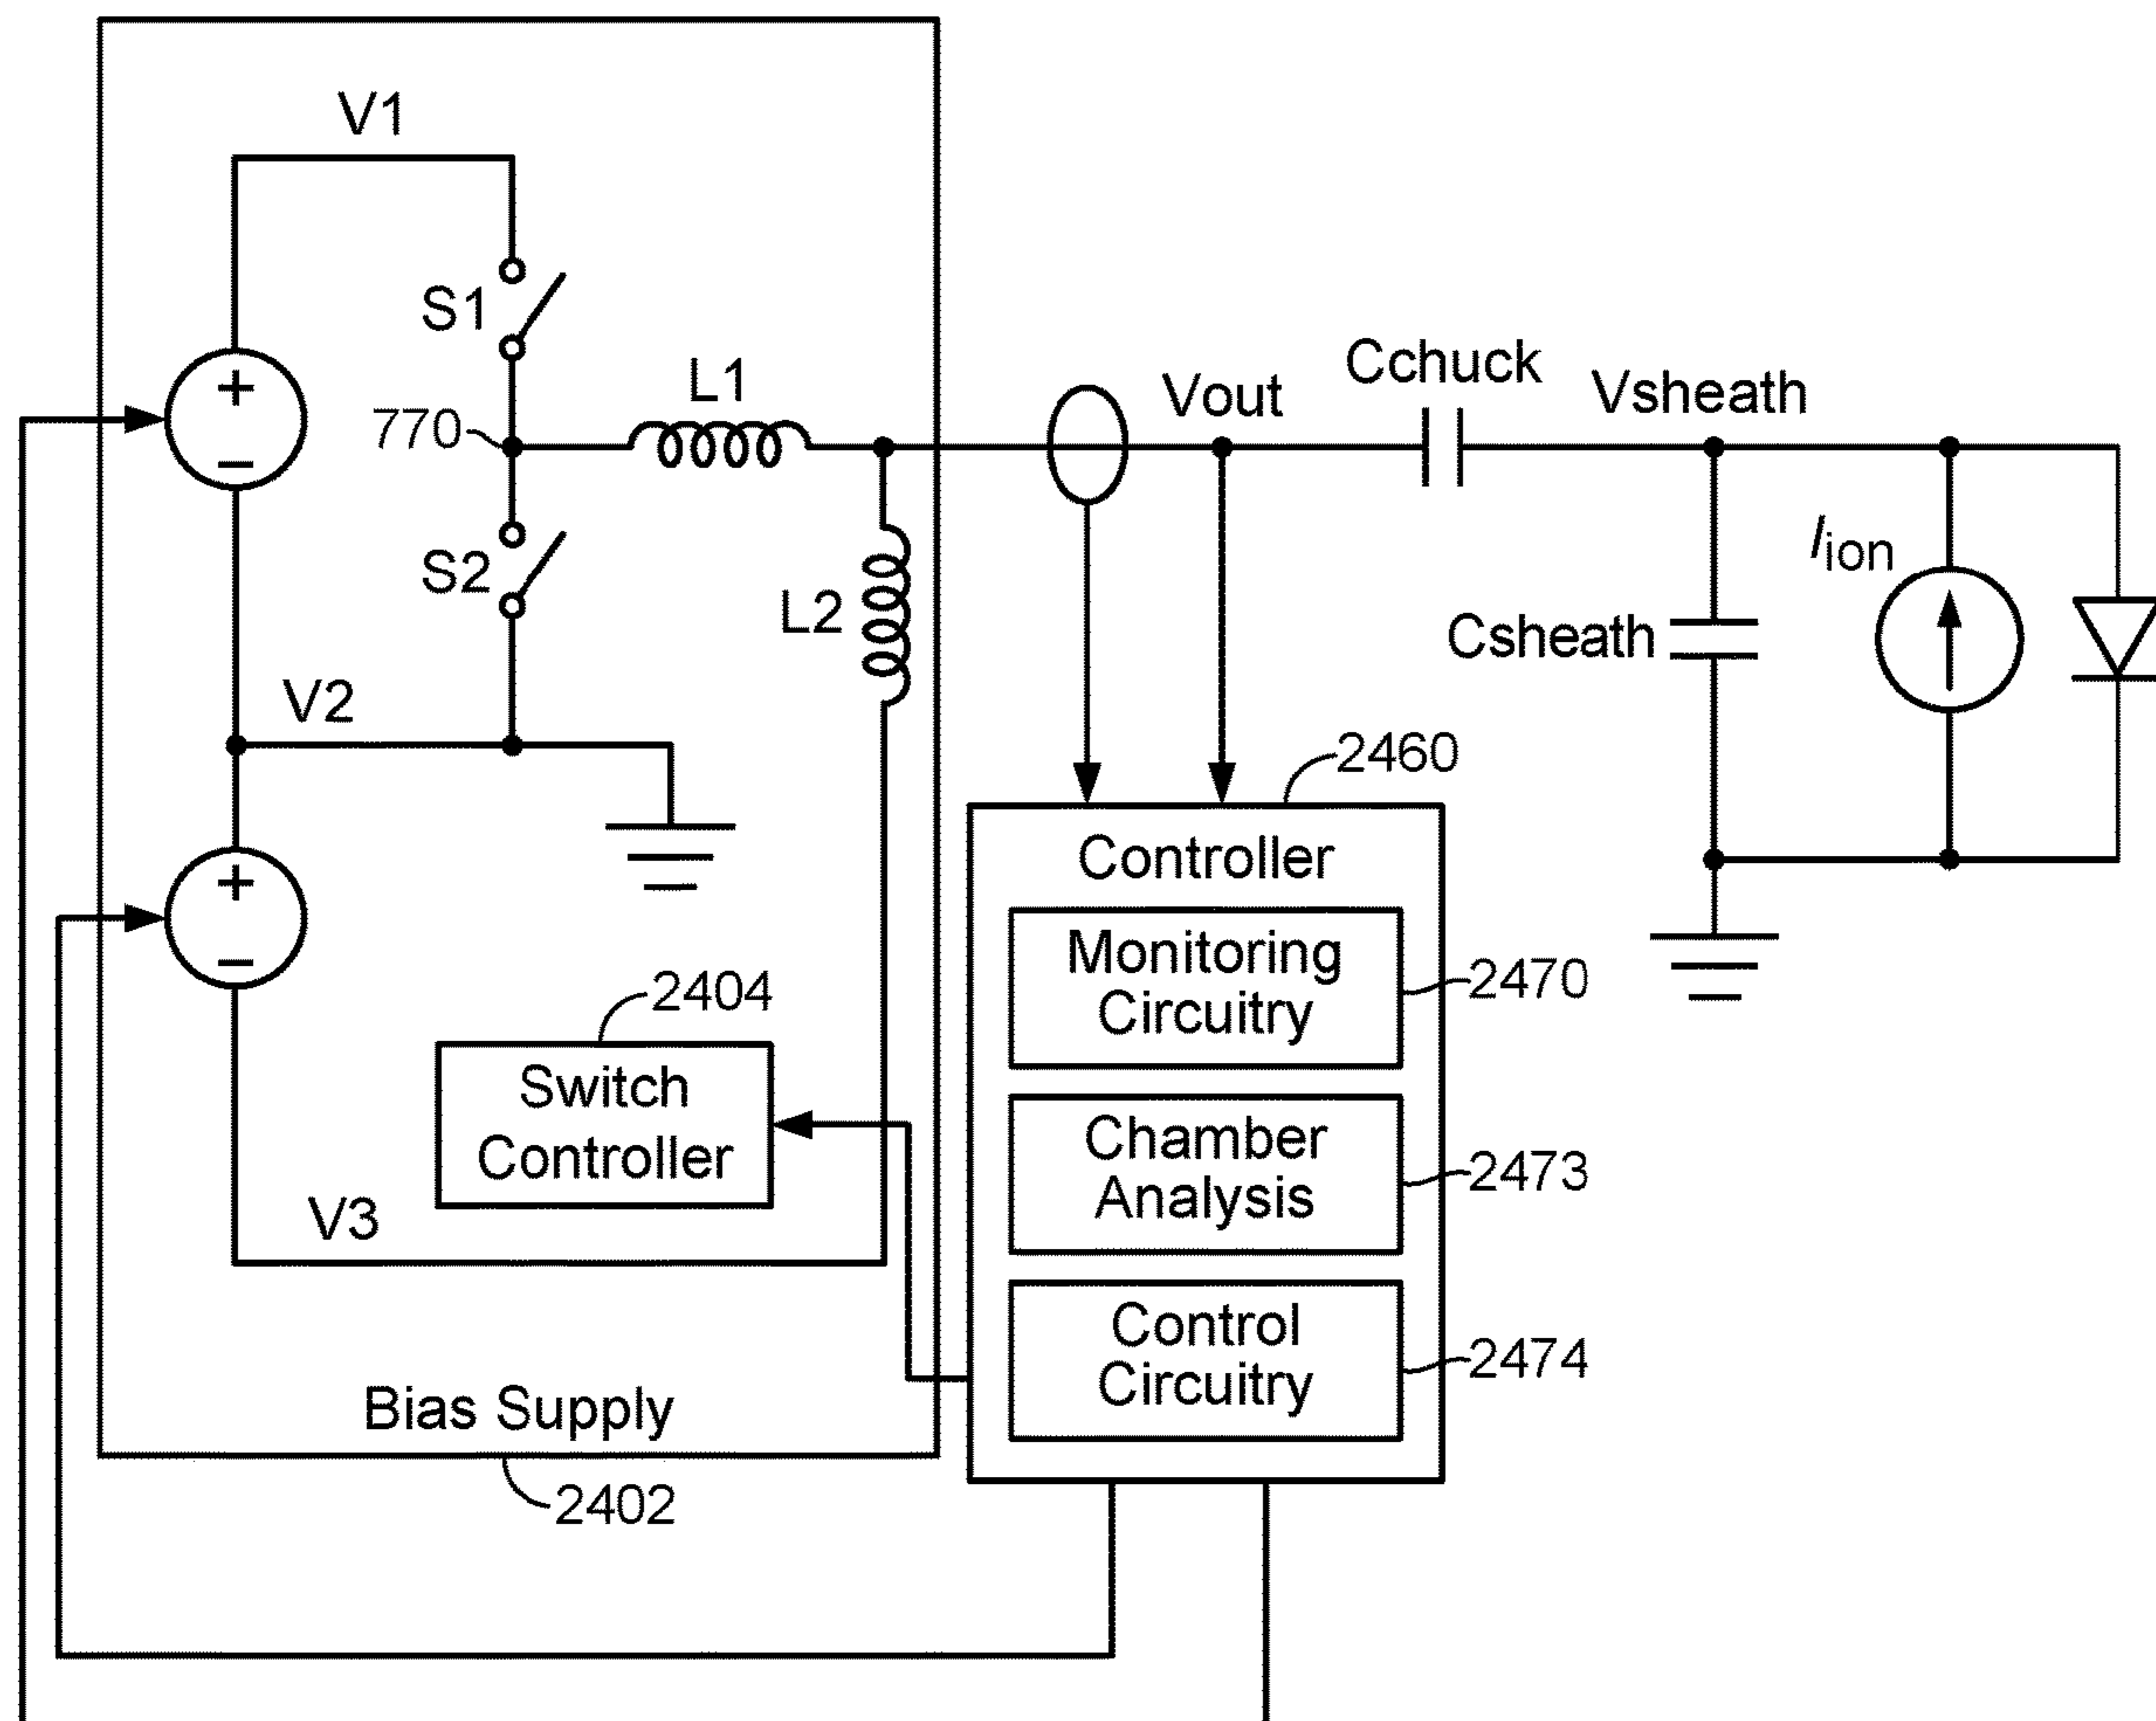 V1
S1
770
L1
Vout
Cchuck
Vsheath
+
−
S2
L2
Iion
Csheath
V2
2460
+
−
Controller
Monitoring
Circuitry
2470
2404
Switch
Controller
Chamber
Analysis
2473
V3
Control
Circuitry
2474
Bias Supply
2402